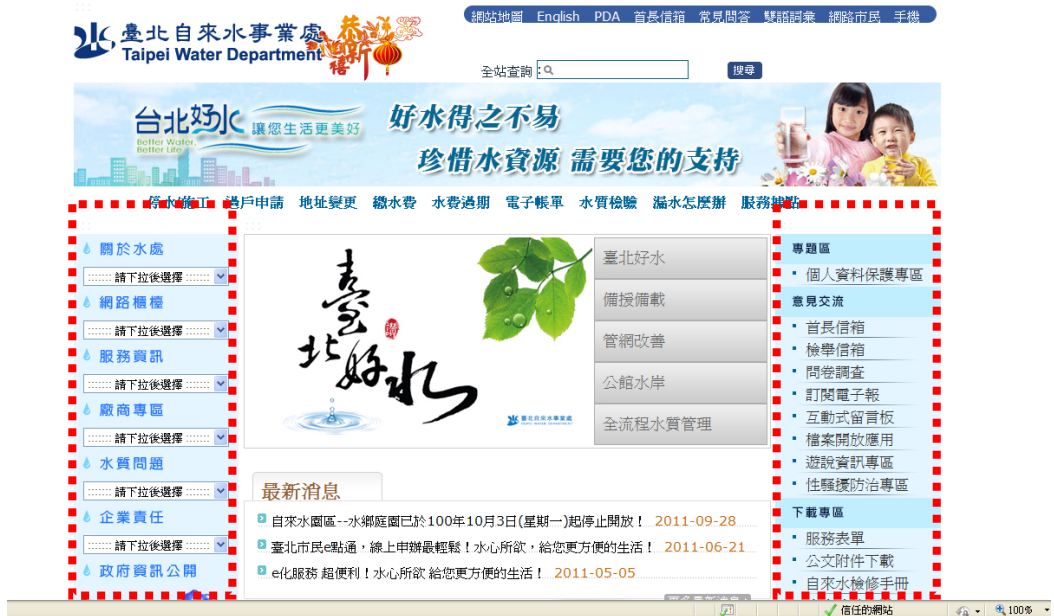 網站地圖 English PDA 首長信箱 常見問答 雙語詞彙 網路市民 手機
臺北自來水事業處
Taipei Water Department
恭
新
禧
全站查詢:
搜尋
台北好水
讓您生活更美好
Better Water,
Better Life
好水得之不易
珍惜水資源 需要您的支持
停水/施工 過戶申請 地址變更 繳水費 水費過期 電子帳單 水質檢驗 漏水怎麼辦 服務據點
關於水處
:::::: 請下拉後選擇 ::::::
網路櫃檯
:::::: 請下拉後選擇 ::::::
服務資訊
:::::: 請下拉後選擇 ::::::
廠商專區
:::::: 請下拉後選擇 ::::::
水質問題
:::::: 請下拉後選擇 ::::::
企業責任
:::::: 請下拉後選擇 ::::::
政府資訊公開
臺北好水
臺北自來水事業處
臺北好水
備援備載
管網改善
公館水岸
全流程水質管理
最新消息
自來水園區--水鄉庭園已於100年10月3日(星期一)起停止開放！ 2011-09-28
臺北市民e點通，線上申辦最輕鬆！水心所欲，給您更方便的生活！ 2011-06-21
e化服務 超便利！水心所欲 給您更方便的生活！ 2011-05-05
專題區
個人資料保護專區
意見交流
首長信箱
檢舉信箱
問卷調查
訂閱電子報
互動式留言板
檔案開放應用
遊說資訊專區
性騷擾防治專區
下載專區
服務表單
公文附件下載
自來水檢修手冊
信任的網站
100%